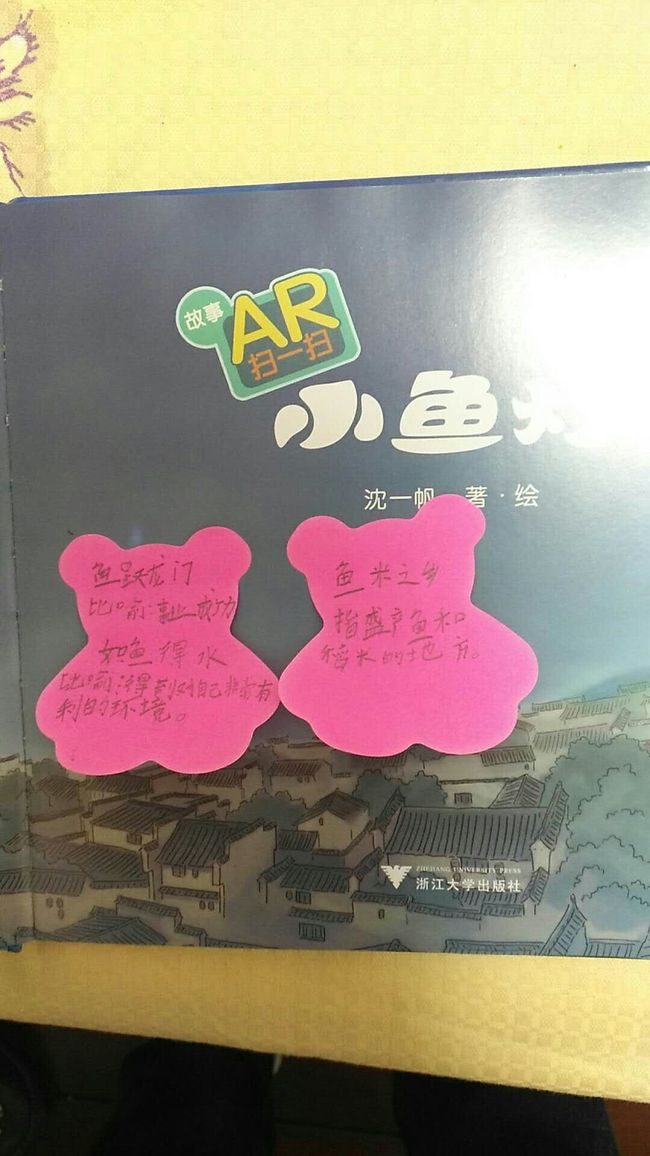 故事
AR
扫一扫
小鱼
沈一帆 著·绘
鱼跃龙门
比喻:事业成功
如鱼得水
比喻:得到对自己非常有
利的环境。
鱼米之乡
指盛产鱼和
稻米的地方。
ZHEJIANG UNIVERSITY PRESS
浙江大学出版社